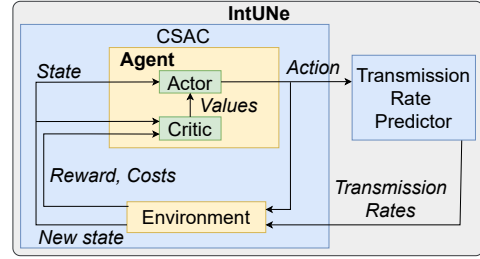 IntUNe
CSAC
Agent
State
Actor
Action
Values
Critic
Transmission
Rate
Predictor
Reward, Costs
Transmission
Rates
Environment
New state